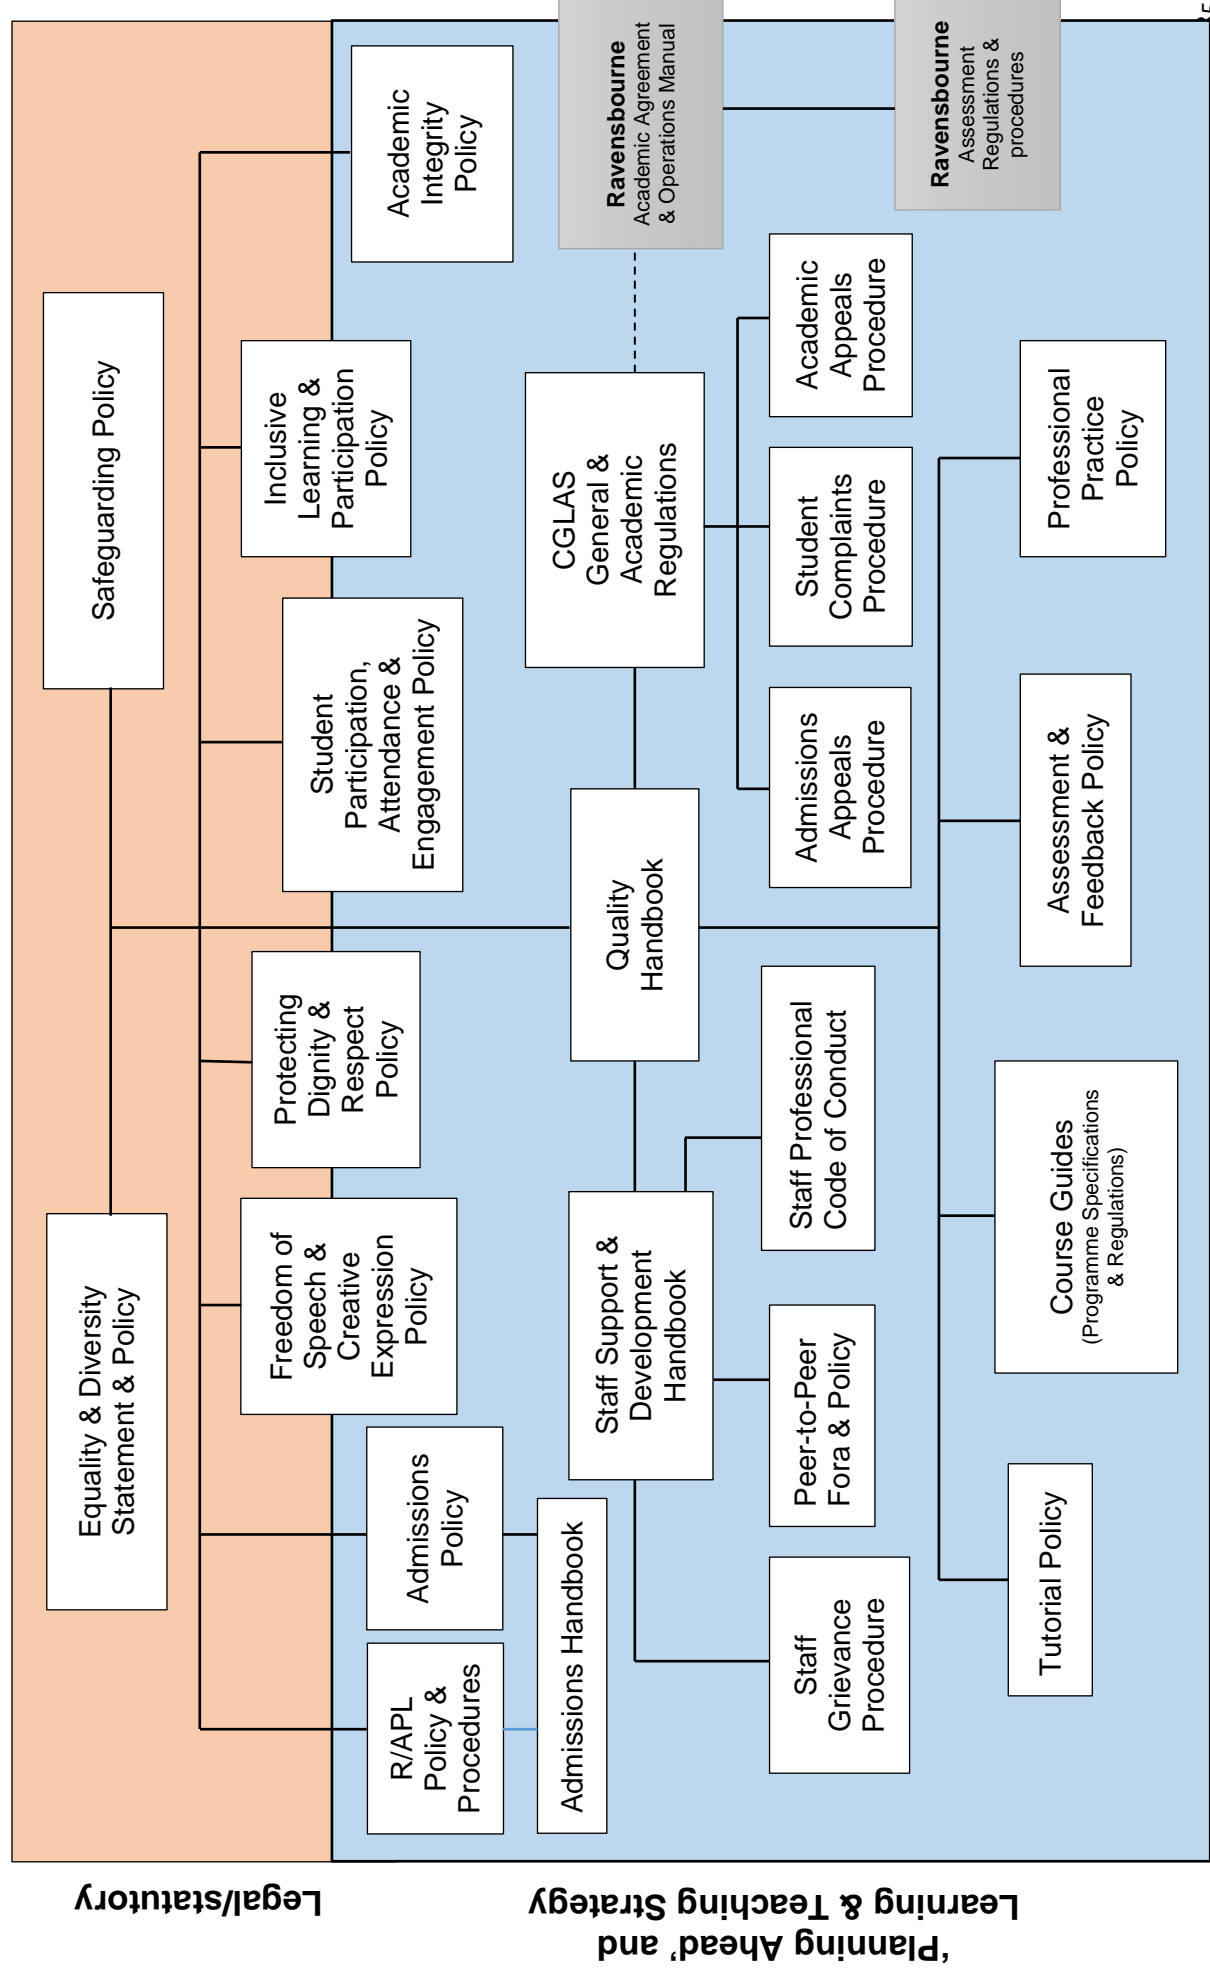 Legal/statutory
Equality & Diversity
Statement & Policy
Safeguarding Policy
R/APL
Policy &
Procedures
Admissions
Policy
Admissions Handbook
Freedom of
Speech &
Creative
Expression
Policy
Protecting
Dignity &
Respect
Policy
Student
Participation,
Attendance &
Engagement Policy
Inclusive
Learning &
Participation
Policy
Academic
Integrity
Policy
‘Planning Ahead’ and
Learning & Teaching Strategy
Staff Support &
Development
Handbook
Quality
Handbook
CGLAS
General &
Academic
Regulations
Ravensbourne
Academic Agreement
& Operations Manual
Staff
Grievance
Procedure
Peer-to-Peer
Fora & Policy
Staff Professional
Code of Conduct
Admissions
Appeals
Procedure
Student
Complaints
Procedure
Academic
Appeals
Procedure
Ravensbourne
Assessment
Regulations &
procedures
Tutorial Policy
Course Guides
(Programme Specifications
& Regulations)
Assessment &
Feedback Policy
Professional
Practice
Policy